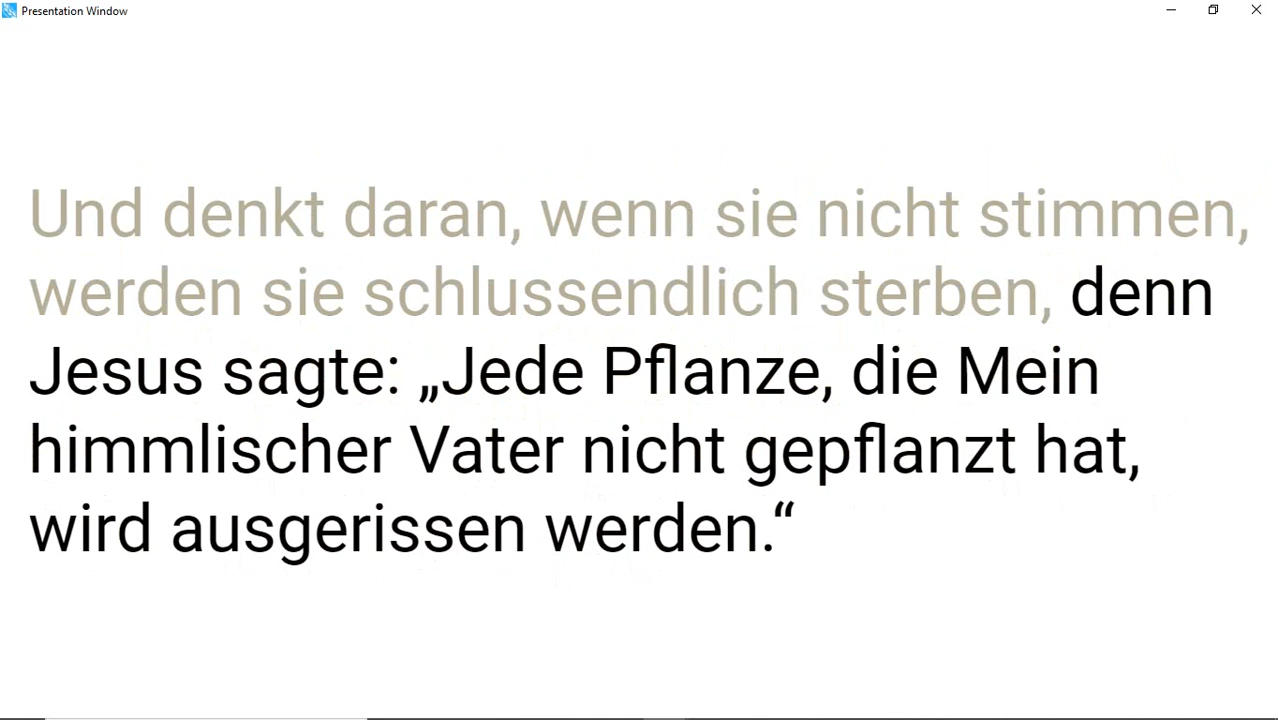 Presentation Window
Und denkt daran, wenn sie nicht stimmen,
werden sie schlussendlich sterben, denn
Jesus sagte: „Jede Pflanze, die Mein
himmlischer Vater nicht gepflanzt hat,
wird ausgerissen werden.“